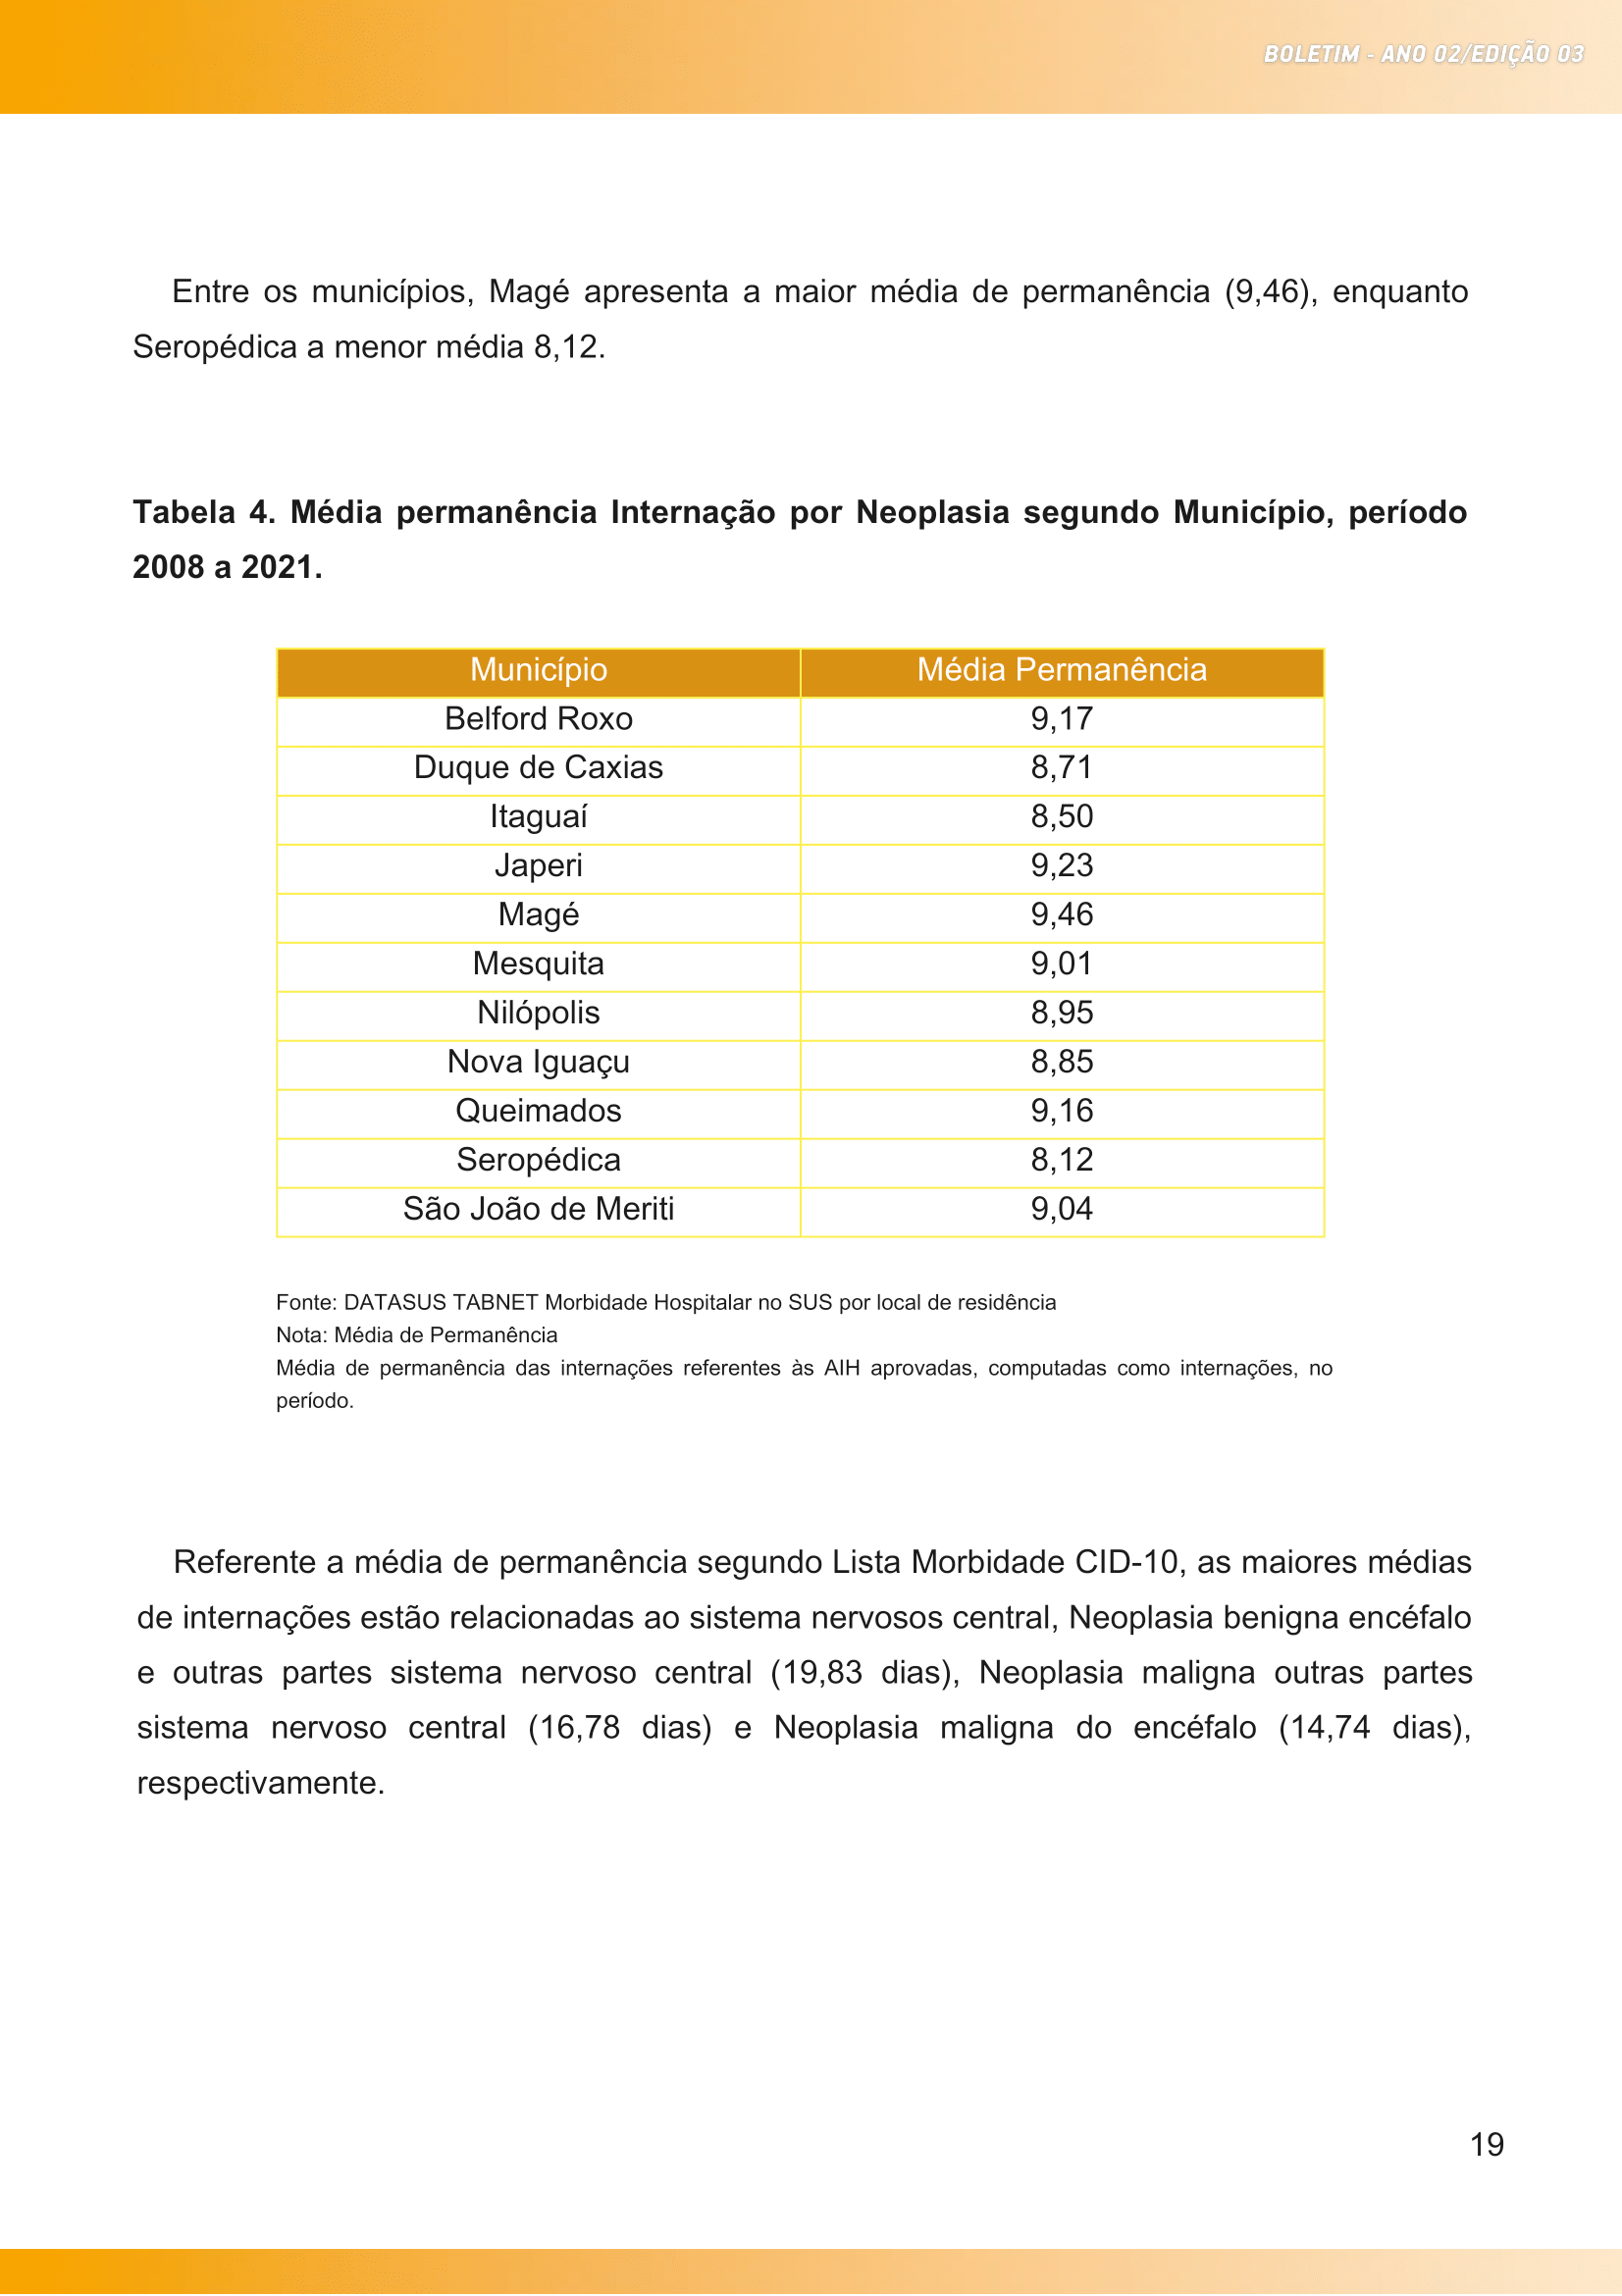 BOLETIM - ANO 02/EDIÇÃO 03
Entre os municípios, Magé apresenta a maior média de permanência (9,46), enquanto
Seropédica a menor média 8,12.
Tabela 4. Média permanência Internação por Neoplasia segundo Município, período
2008 a 2021.
Município Média Permanência
Belford Roxo 9,17
Duque de Caxias 8,71
Itaguaí 8,50
Japeri 9,23
Magé 9,46
Mesquita 9,01
Nilópolis 8,95
Nova Iguaçu 8,85
Queimados 9,16
Seropédica 8,12
São João de Meriti 9,04
Fonte: DATASUS TABNET Morbidade Hospitalar no SUS por local de residência
Nota: Média de Permanência
Média de permanência das internações referentes às AIH aprovadas, computadas como internações, no
período.
Referente a média de permanência segundo Lista Morbidade CID-10, as maiores médias
de internações estão relacionadas ao sistema nervosos central, Neoplasia benigna encéfalo
e outras partes sistema nervoso central (19,83 dias), Neoplasia maligna outras partes
sistema nervoso central (16,78 dias) e Neoplasia maligna do encéfalo (14,74 dias),
respectivamente.
19